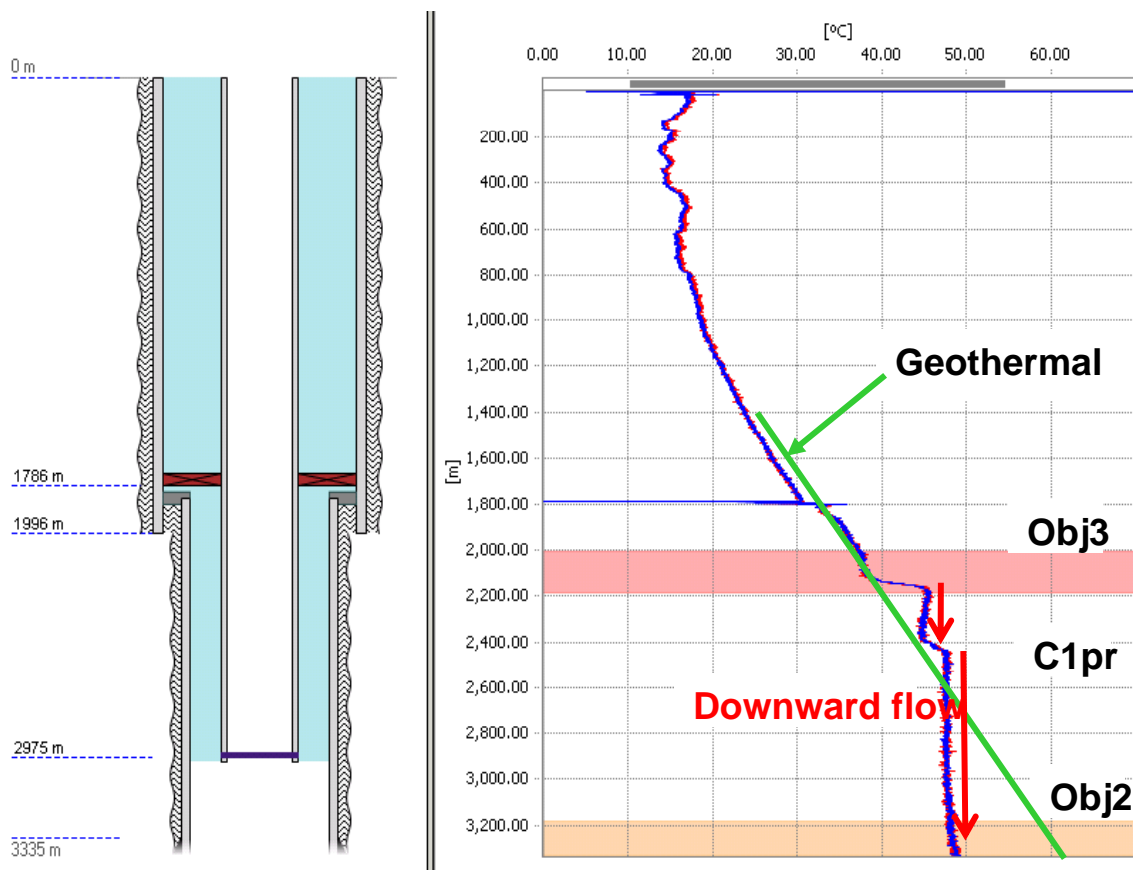 0 m
1786 m
1996 m
2975 m
3335 m
[ºC]
0.00 10.00 20.00 30.00 40.00 50.00 60.00
200.00
400.00
600.00
800.00
1,000.00
1,200.00
1,400.00
1,600.00
1,800.00
2,000.00
2,200.00
2,400.00
2,600.00
2,800.00
3,000.00
3,200.00
[m]
Geothermal
Obj3
C1pr
Downward flow
Obj2